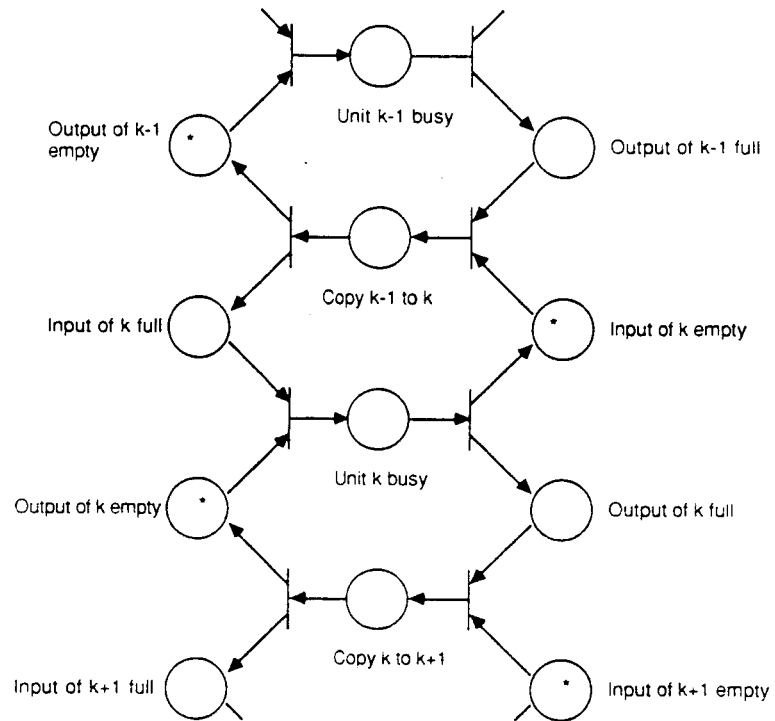 Unit k-1 busy
Output of k-1
empty
*
Output of k-1 full
Copy k-1 to k
Input of k full
*
Input of k empty
Unit k busy
Output of k empty
*
Output of k full
Copy k to k+1
Input of k+1 full
*
Input of k+1 empty